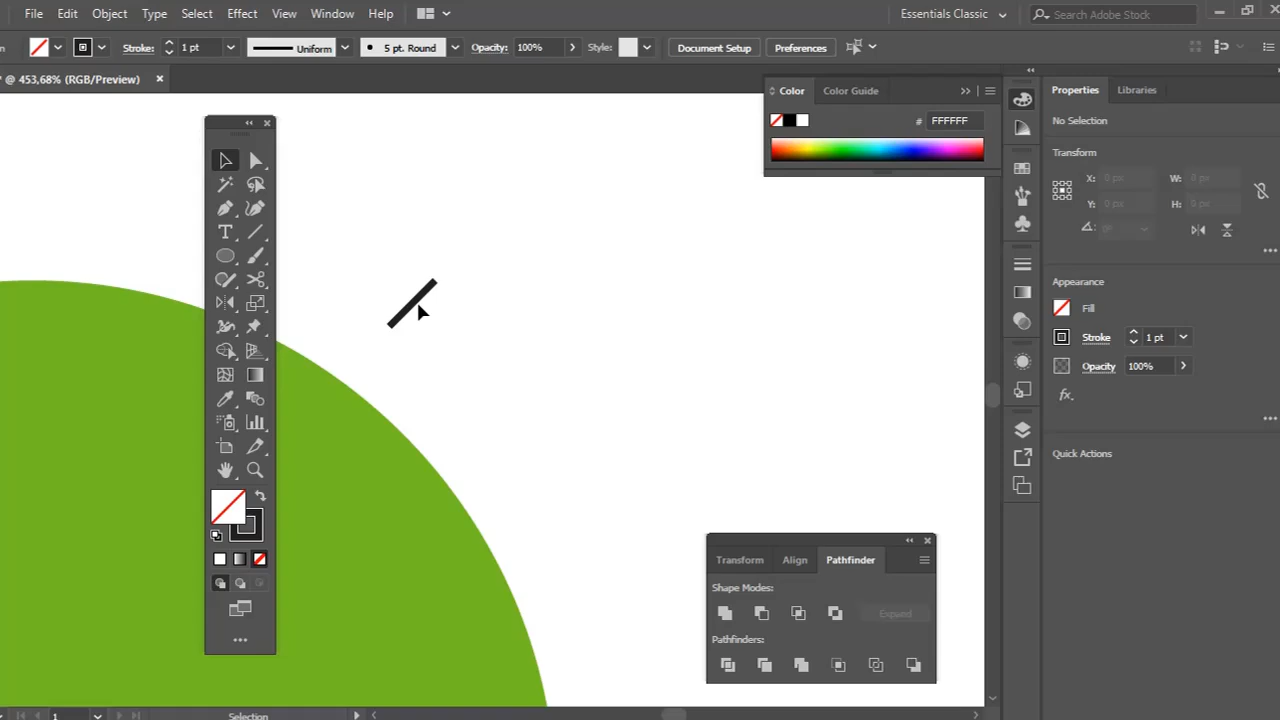 File Edit Object Type Select Effect View Window Help Essentials Classic Search Adobe Stock
Stroke: 1 pt Uniform 5 pt. Round Opacity: 100% Style: Document Setup Preferences
@ 453,68% (RGB/Preview)
Color Color Guide
# FFFFFF
Properties Libraries
No Selection
Transform
X: 0 px W: 0 px
Y: 0 px H: 0 px
0°
Appearance
Fill
Stroke 1 pt
Opacity 100%
fx.
Quick Actions
Transform Align Pathfinder
Shape Modes:
Expand
Pathfinders:
1 Selection